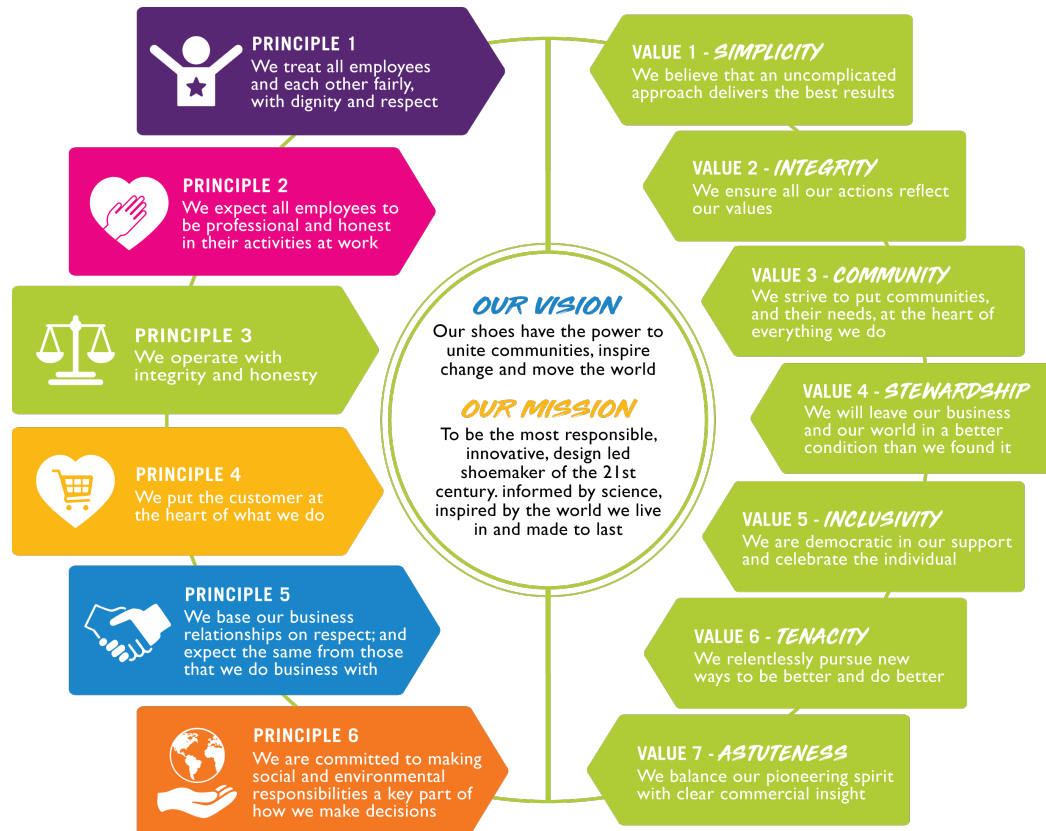 PRINCIPLE 1
We treat all employees
and each other fairly,
with dignity and respect
PRINCIPLE 2
We expect all employees to
be professional and honest
in their activities at work
PRINCIPLE 3
We operate with
integrity and honesty
PRINCIPLE 4
We put the customer at
the heart of what we do
PRINCIPLE 5
We base our business
relationships on respect; and
expect the same from those
that we do business with
PRINCIPLE 6
We are committed to making
social and environmental
responsibilities a key part of
how we make decisions
OUR VISION
Our shoes have the power to
unite communities, inspire
change and move the world
OUR MISSION
To be the most responsible,
innovative, design led
shoemaker of the 21st
century. informed by science,
inspired by the world we live
in and made to last
VALUE 1 - SIMPLICITY
We believe that an uncomplicated
approach delivers the best results
VALUE 2 - INTEGRITY
We ensure all our actions reflect
our values
VALUE 3 - COMMUNITY
We strive to put communities,
and their needs, at the heart of
everything we do
VALUE 4 - STEWARDSHIP
We will leave our business
and our world in a better
condition than we found it
VALUE 5 - INCLUSIVITY
We are democratic in our support
and celebrate the individual
VALUE 6 - TENACITY
We relentlessly pursue new
ways to be better and do better
VALUE 7 - ASTUTENESS
We balance our pioneering spirit
with clear commercial insight